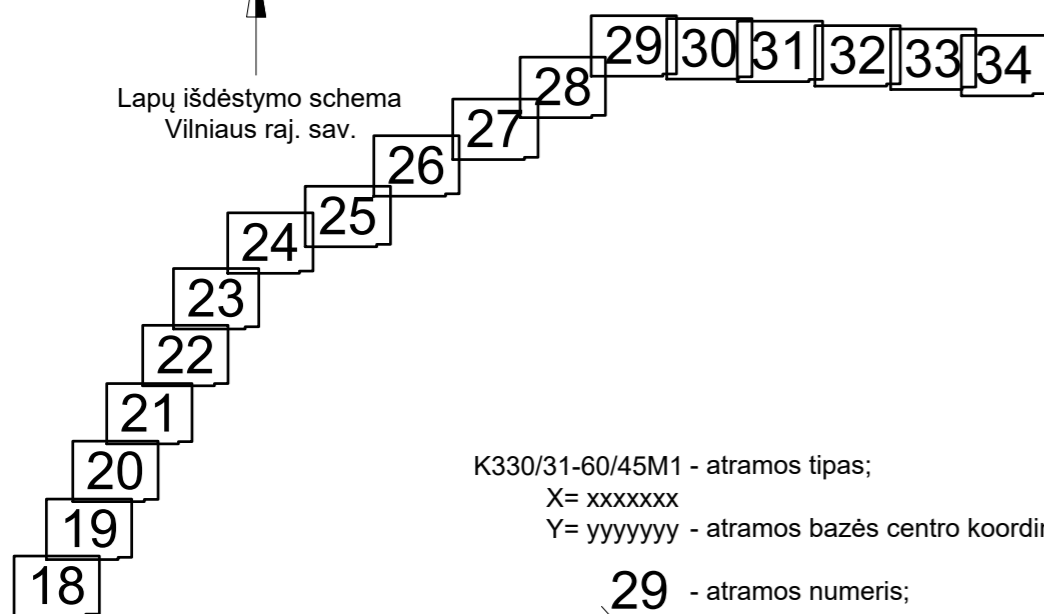 29 30 31 32 33 34
28
Lapų išdėstymo schema
Vilniaus raj. sav.
27
26
25
24
23
22
21
20
19
18
K330/31-60/45M1 - atramos tipas;
X= xxxxxxx
Y= yyyyyyy - atramos bazės centro koordin
29 - atramos numeris;